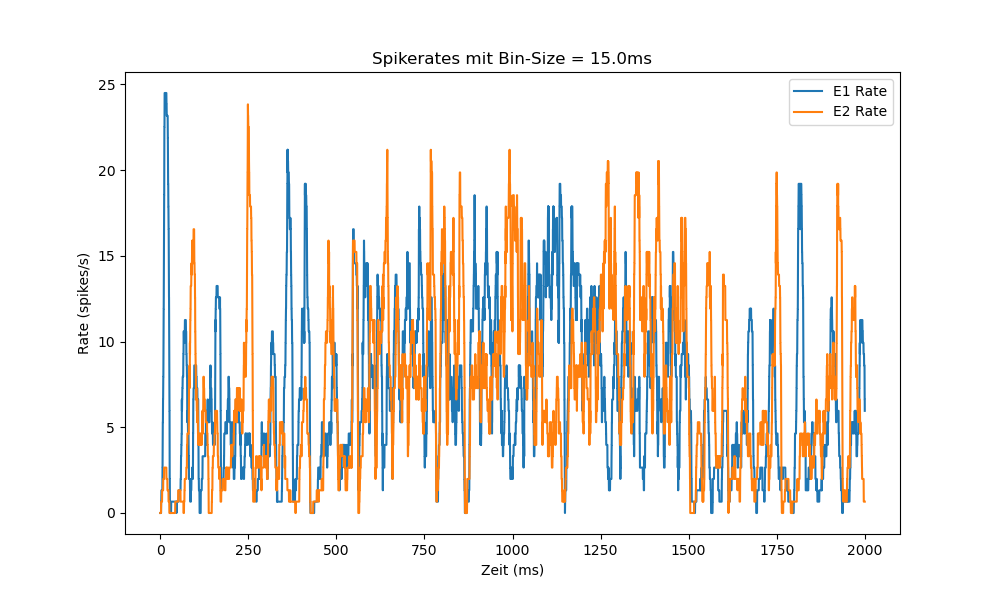 Spikerates mit Bin-Size = 15.0ms
E1 Rate
E2 Rate
Rate (spikes/s)
25
20
15
10
5
0
0 250 500 750 1000 1250 1500 1750 2000
Zeit (ms)